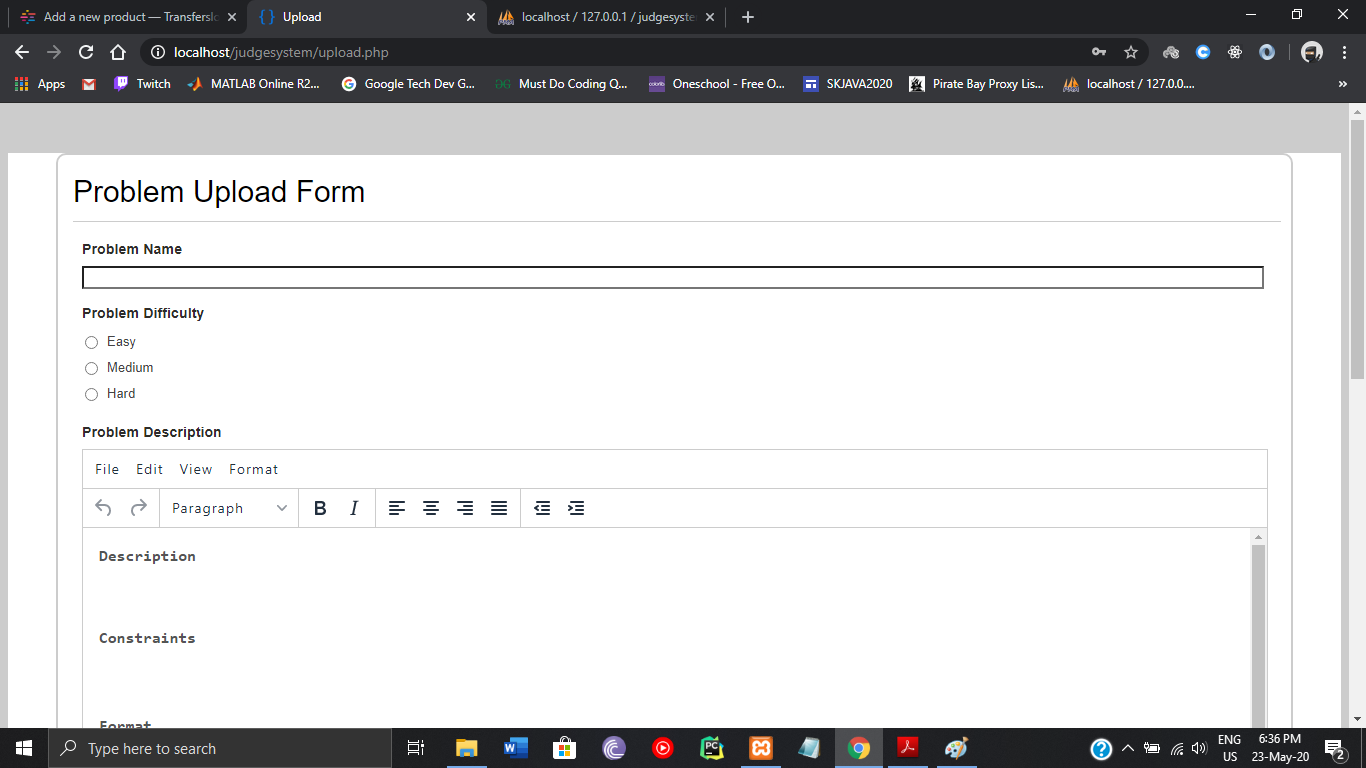 Add a new product — Transferslo
Upload
localhost / 127.0.0.1 / judgesyste
localhost/judgesystem/upload.php
Apps
Twitch
MATLAB Online R2...
Google Tech Dev G...
Must Do Coding Q...
Oneschool - Free O...
SKJAVA2020
Pirate Bay Proxy Lis...
localhost / 127.0.0....
»
Problem Upload Form
Problem Name
Problem Difficulty
Easy
Medium
Hard
Problem Description
File Edit View Format
Paragraph B I
Description
Constraints
Format
Type here to search
ENG 6:36 PM
US 23-May-20
2